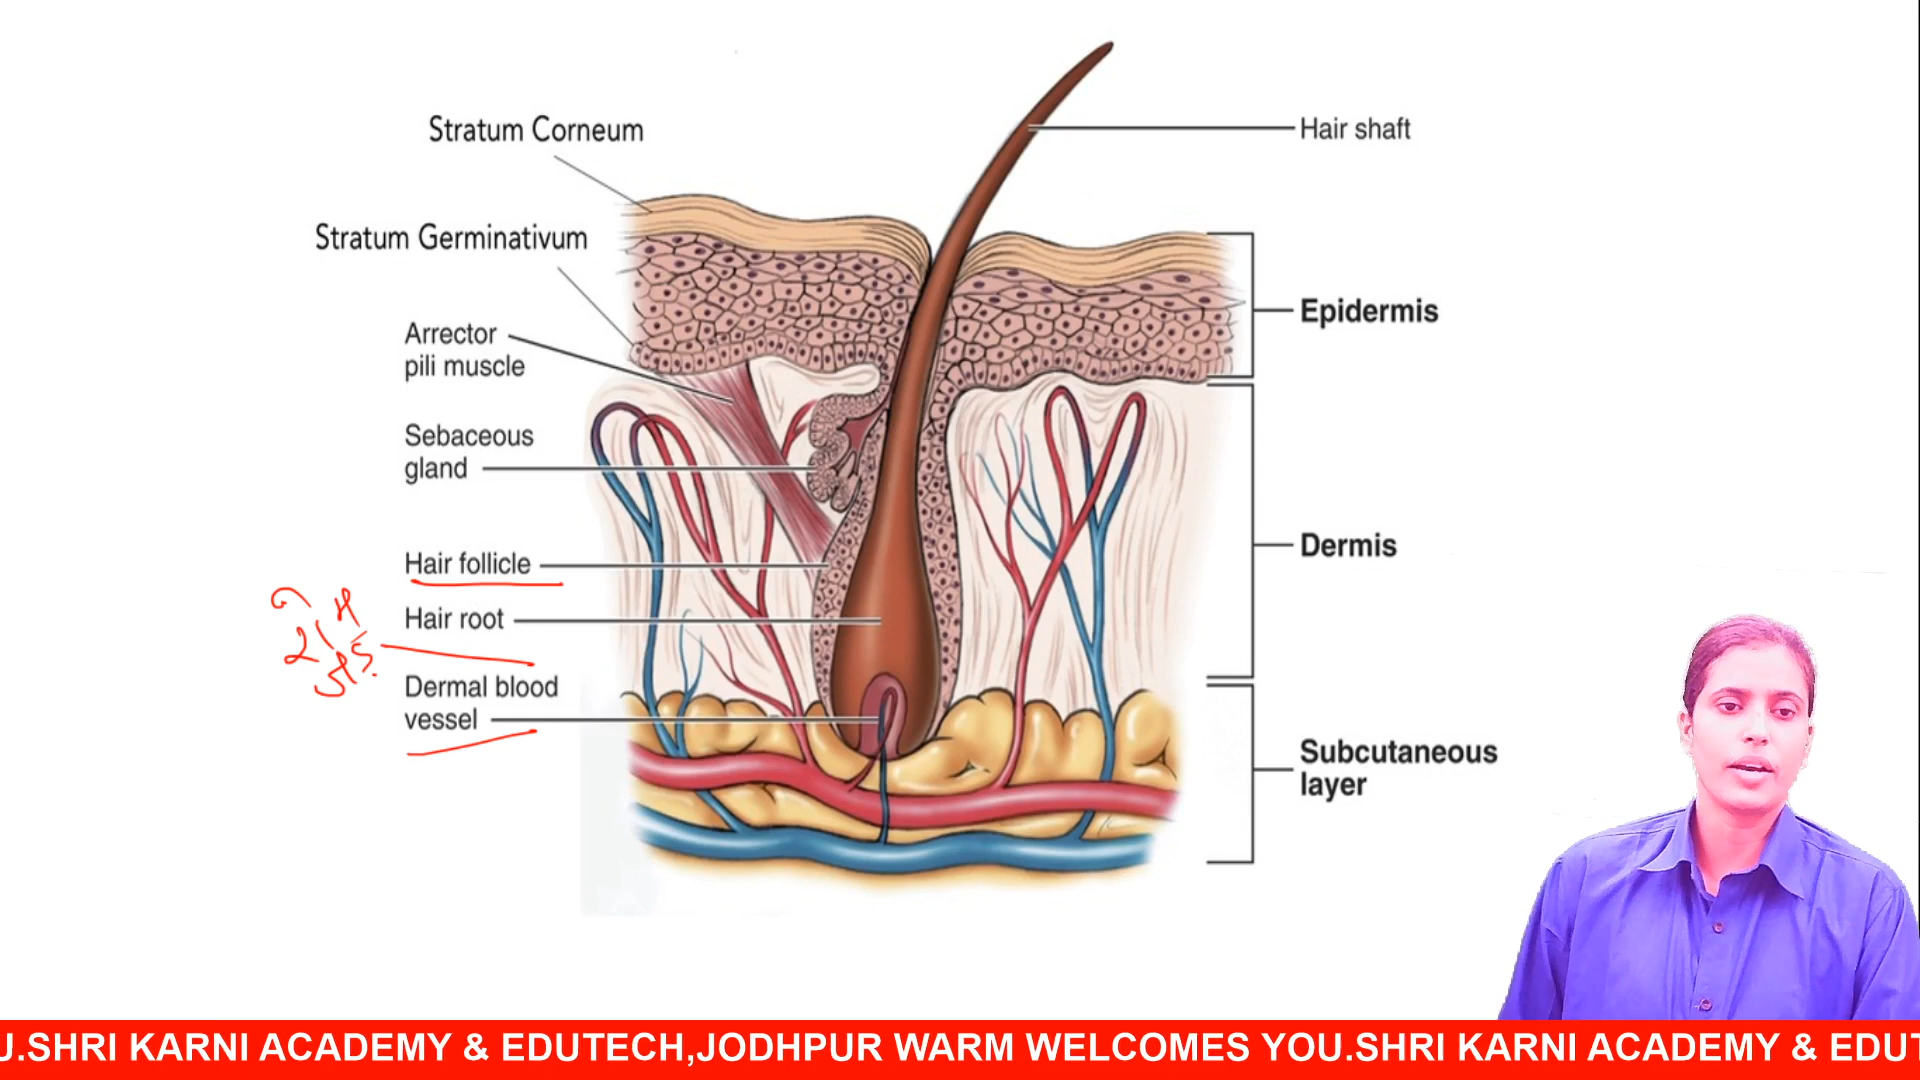 Stratum Corneum
Hair shaft
Stratum Germinativum
Epidermis
Arrector
pili muscle
Sebaceous
gland
Dermis
Hair follicle
Hair root
Dermal blood
vessel
Subcutaneous
layer
U.SHRI KARNI ACADEMY & EDUTECH,JODHPUR WARM WELCOMES YOU.SHRI KARNI ACADEMY & EDUT